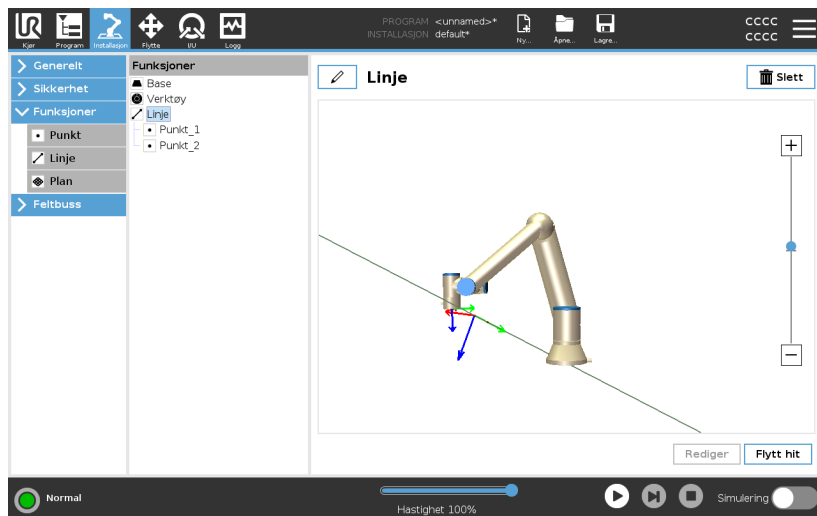 UR
Kjør
Program
Installasjon
Flytte
I/U
Logg
PROGRAM <unnamed>*
INSTALLASJON default*
Ny...
Åpne...
Lagre...
CCCC
CCCC
Generelt
Sikkerhet
Funksjoner
Punkt
Linje
Plan
Feltbuss
Funksjoner
Base
Verktøy
Linje
Punkt_1
Punkt_2
Linje
Slett
Rediger
Flytt hit
Normal
Hastighet 100%
Simulering